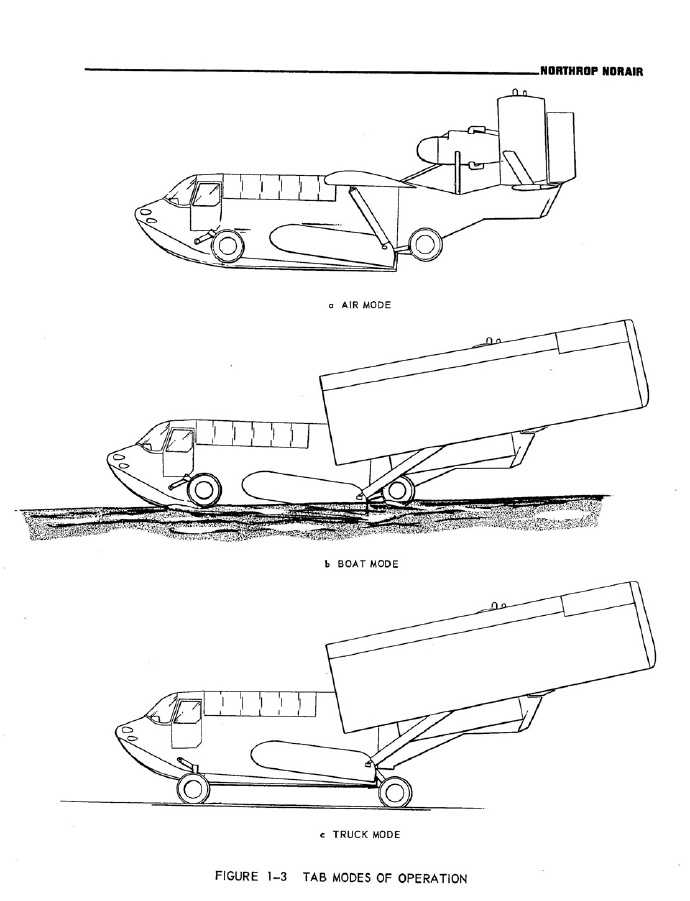 NORTHROP NORAIR
a AIR MODE
b BOAT MODE
c TRUCK MODE
FIGURE 1-3 TAB MODES OF OPERATION